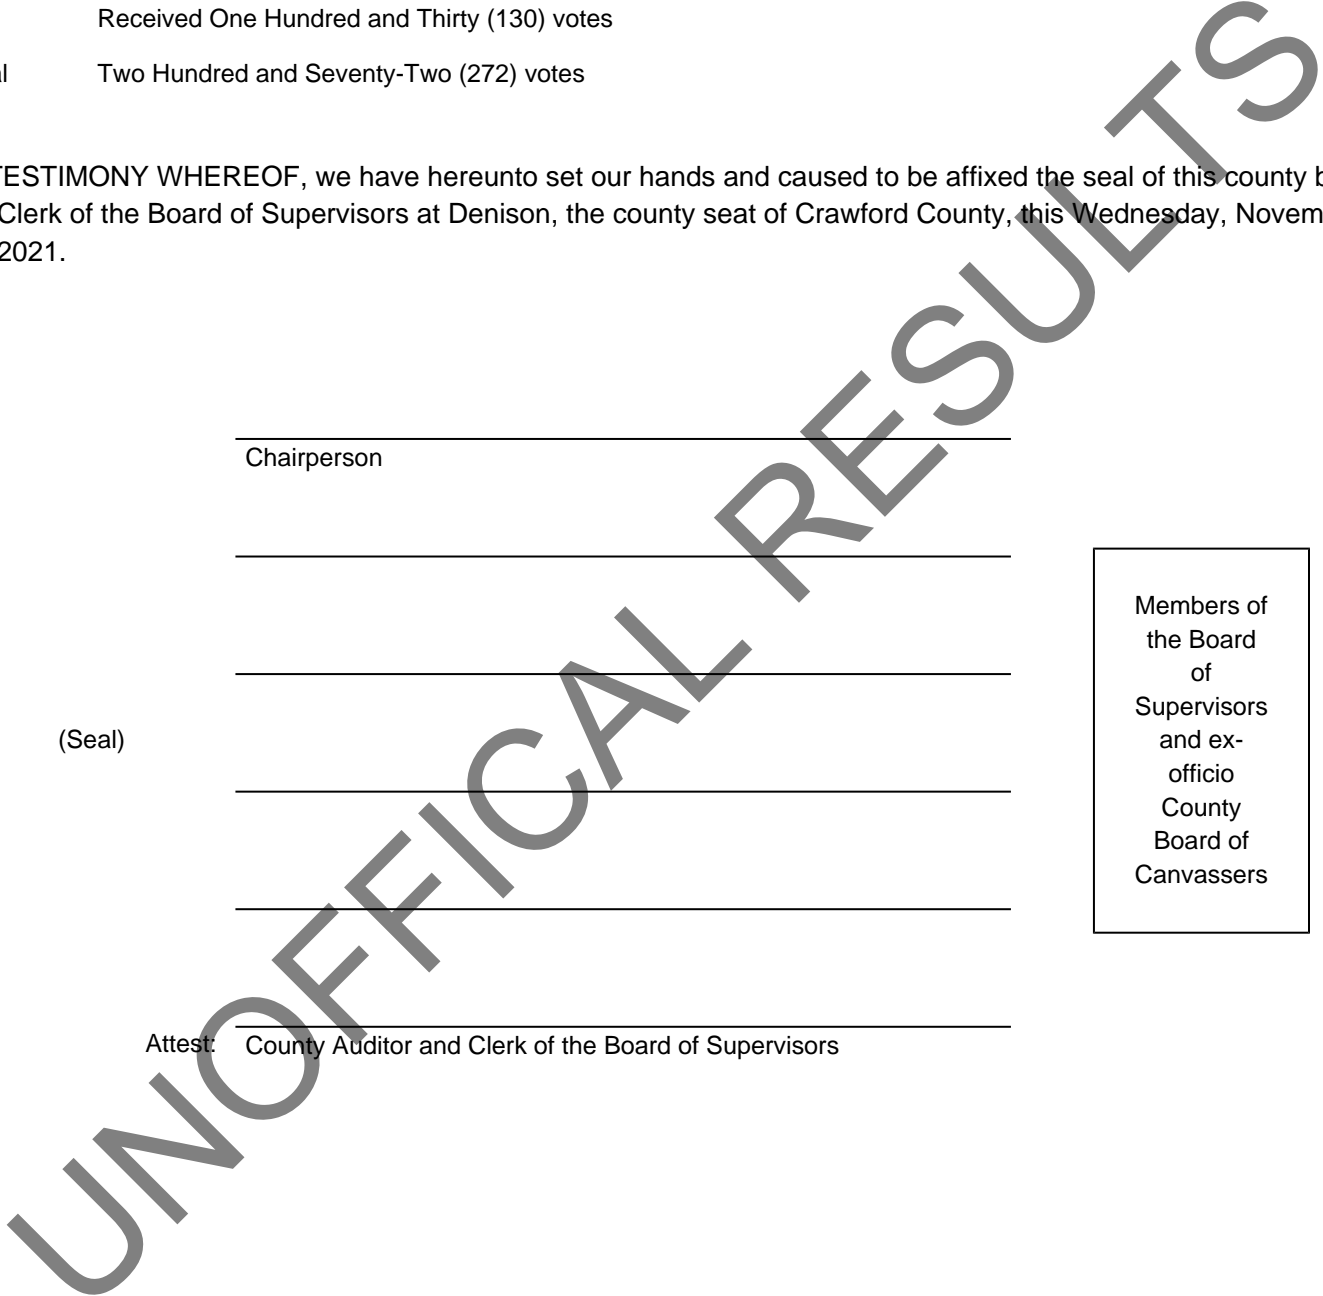 Received One Hundred and Thirty (130) votes
Two Hundred and Seventy-Two (272) votes
TESTIMONY WHEREOF, we have hereunto set our hands and caused to be affixed the seal of this county
Clerk of the Board of Supervisors at Denison, the county seat of Crawford County, this Wednesday, Novem
2021.
Chairperson
Members of
the Board
of
Supervisors
and ex-
officio
County
Board of
Canvassers
(Seal)
Attest: County Auditor and Clerk of the Board of Supervisors
UNOFFICAL RESULTS